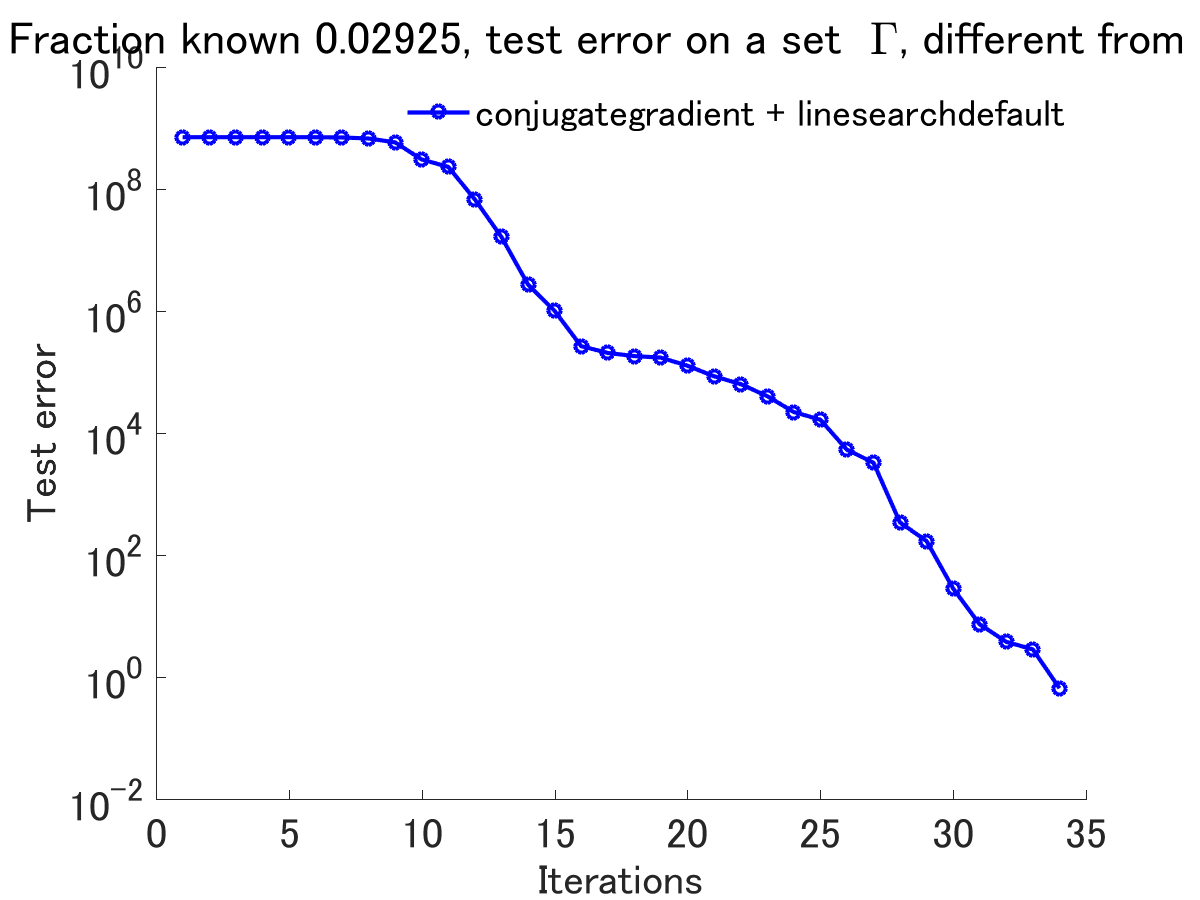 Fraction known 0.02925, test error on a set Γ, different from
10^10
conjugategradient + linesearchdefault
10^8
10^6
10^4
10^2
10^0
10^-2
Test error
0 5 10 15 20 25 30 35
Iterations